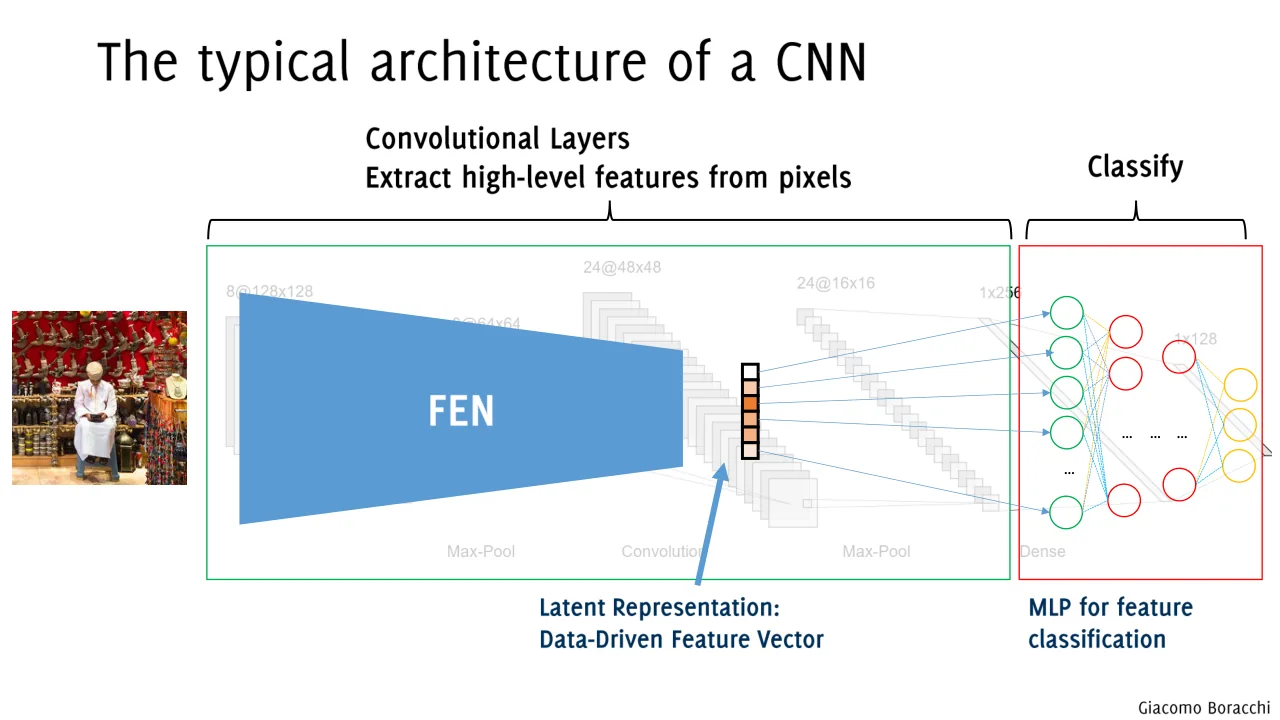 The typical architecture of a CNN
Convolutional Layers
Extract high-level features from pixels
Classify
24@48x48
24@16x16
8@128x128
1x256
@64x64
1x128
FEN
... ... ...
...
Max-Pool
Convolution
Max-Pool
Dense
Latent Representation:
Data-Driven Feature Vector
MLP for feature
classification
Giacomo Boracchi